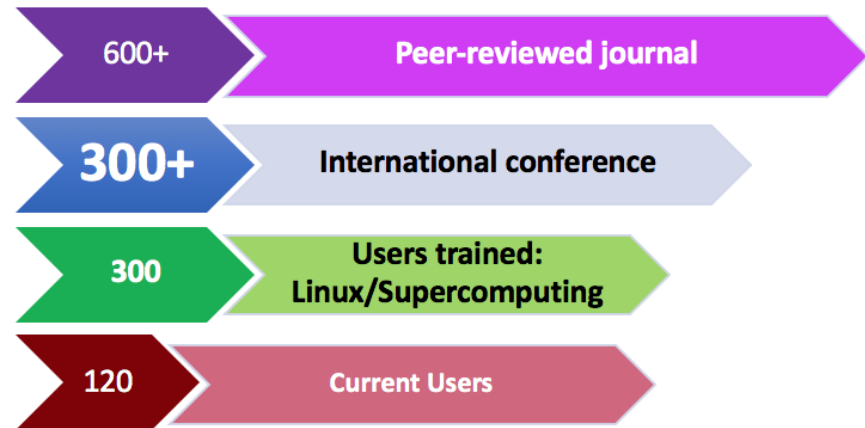 600+
Peer-reviewed journal
300+
International conference
300
Users trained:
Linux/Supercomputing
120
Current Users